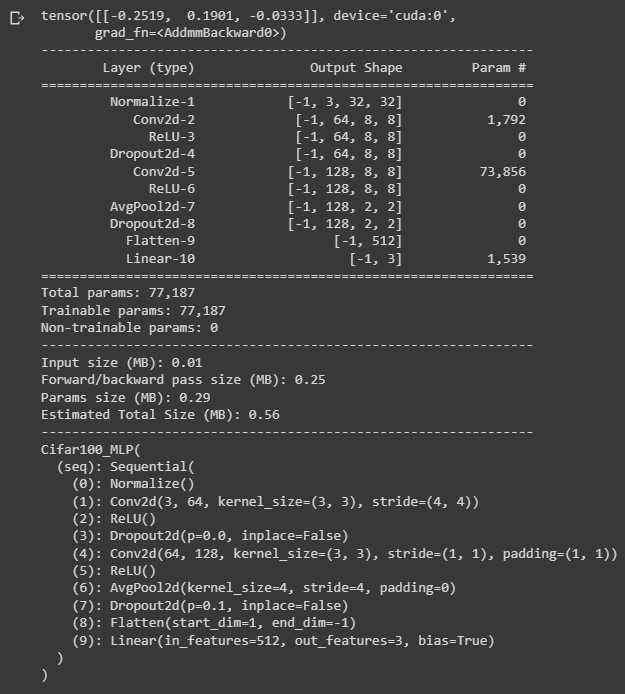 tensor([[-0.2519,  0.1901, -0.0333]], device='cuda:0',
       grad_fn=<AddmmBackward0>)
----------------------------------------------------------------
        Layer (type)               Output Shape         Param #
================================================================
         Normalize-1              [-1, 3, 32, 32]               0
            Conv2d-2             [-1, 64, 8, 8]           1,792
              ReLU-3             [-1, 64, 8, 8]               0
         Dropout2d-4             [-1, 64, 8, 8]               0
            Conv2d-5            [-1, 128, 8, 8]          73,856
              ReLU-6            [-1, 128, 8, 8]               0
         AvgPool2d-7            [-1, 128, 2, 2]               0
         Dropout2d-8            [-1, 128, 2, 2]               0
           Flatten-9                  [-1, 512]               0
           Linear-10                    [-1, 3]           1,539
================================================================
Total params: 77,187
Trainable params: 77,187
Non-trainable params: 0
----------------------------------------------------------------
Input size (MB): 0.01
Forward/backward pass size (MB): 0.25
Params size (MB): 0.29
Estimated Total Size (MB): 0.56
----------------------------------------------------------------
Cifar100_MLP(
  (seq): Sequential(
    (0): Normalize()
    (1): Conv2d(3, 64, kernel_size=(3, 3), stride=(4, 4))
    (2): ReLU()
    (3): Dropout2d(p=0.0, inplace=False)
    (4): Conv2d(64, 128, kernel_size=(3, 3), stride=(1, 1), padding=(1, 1))
    (5): ReLU()
    (6): AvgPool2d(kernel_size=4, stride=4, padding=0)
    (7): Dropout2d(p=0.1, inplace=False)
    (8): Flatten(start_dim=1, end_dim=-1)
    (9): Linear(in_features=512, out_features=3, bias=True)
  )
)